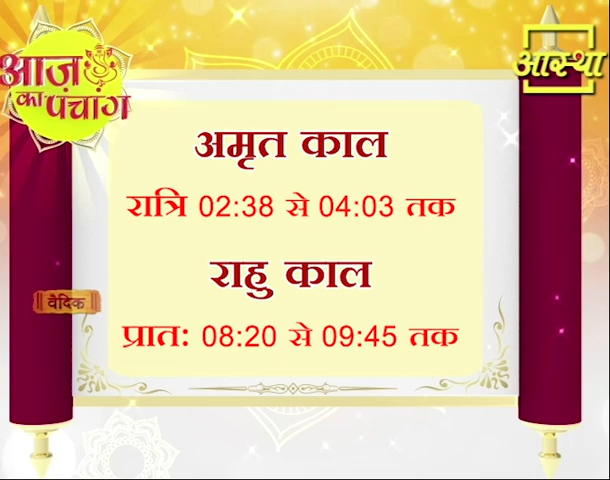 आज़
का पंचांग
आस्था
अमृत काल
रात्रि 02:38 से 04:03 तक
राहु काल
वैदिक
प्रात: 08:20 से 09:45 तक